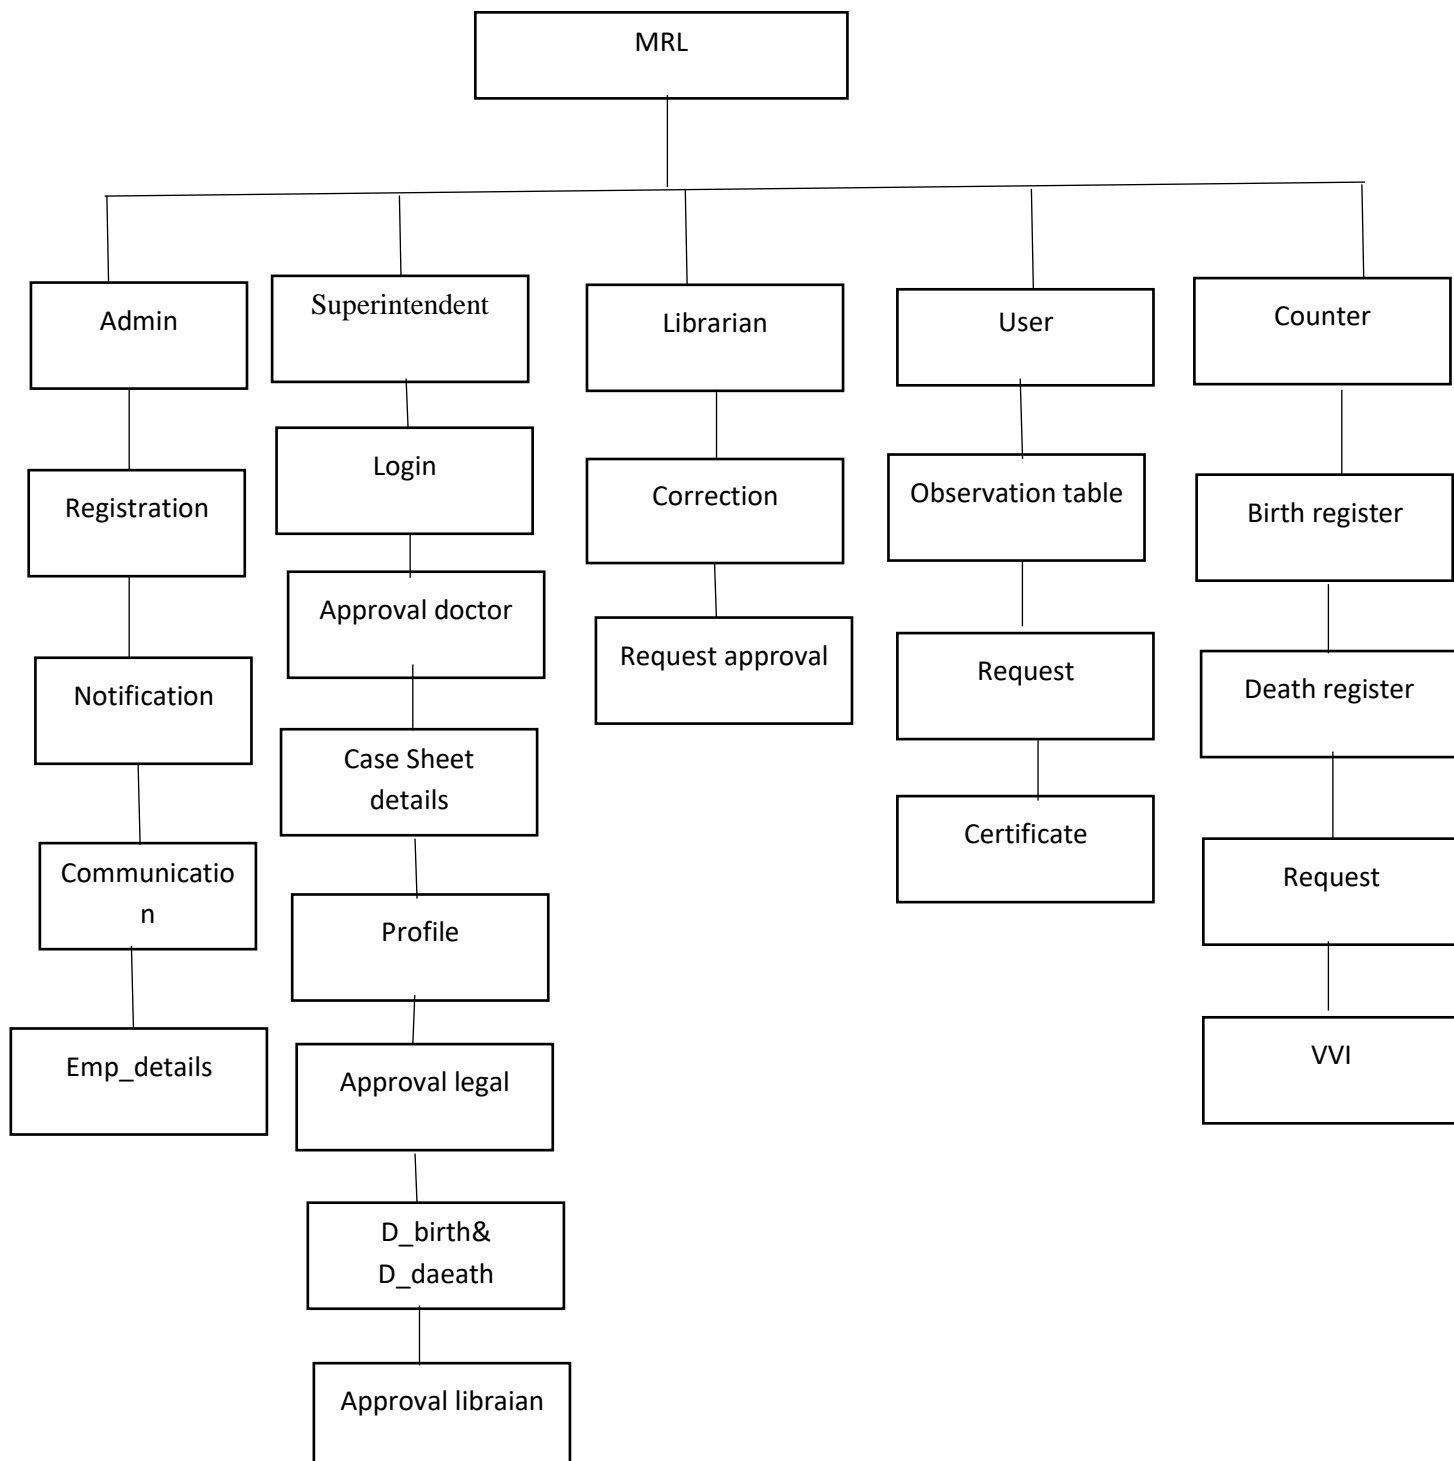 MRL
Admin
Superintendent
Librarian
User
Counter
Registration
Login
Correction
Observation table
Birth register
Notification
Approval doctor
Request approval
Request
Death register
Communicatio
n
Case Sheet
details
Certificate
Request
Emp_details
Profile
VVI
Approval legal
D_birth&
D_daeath
Approval libraian